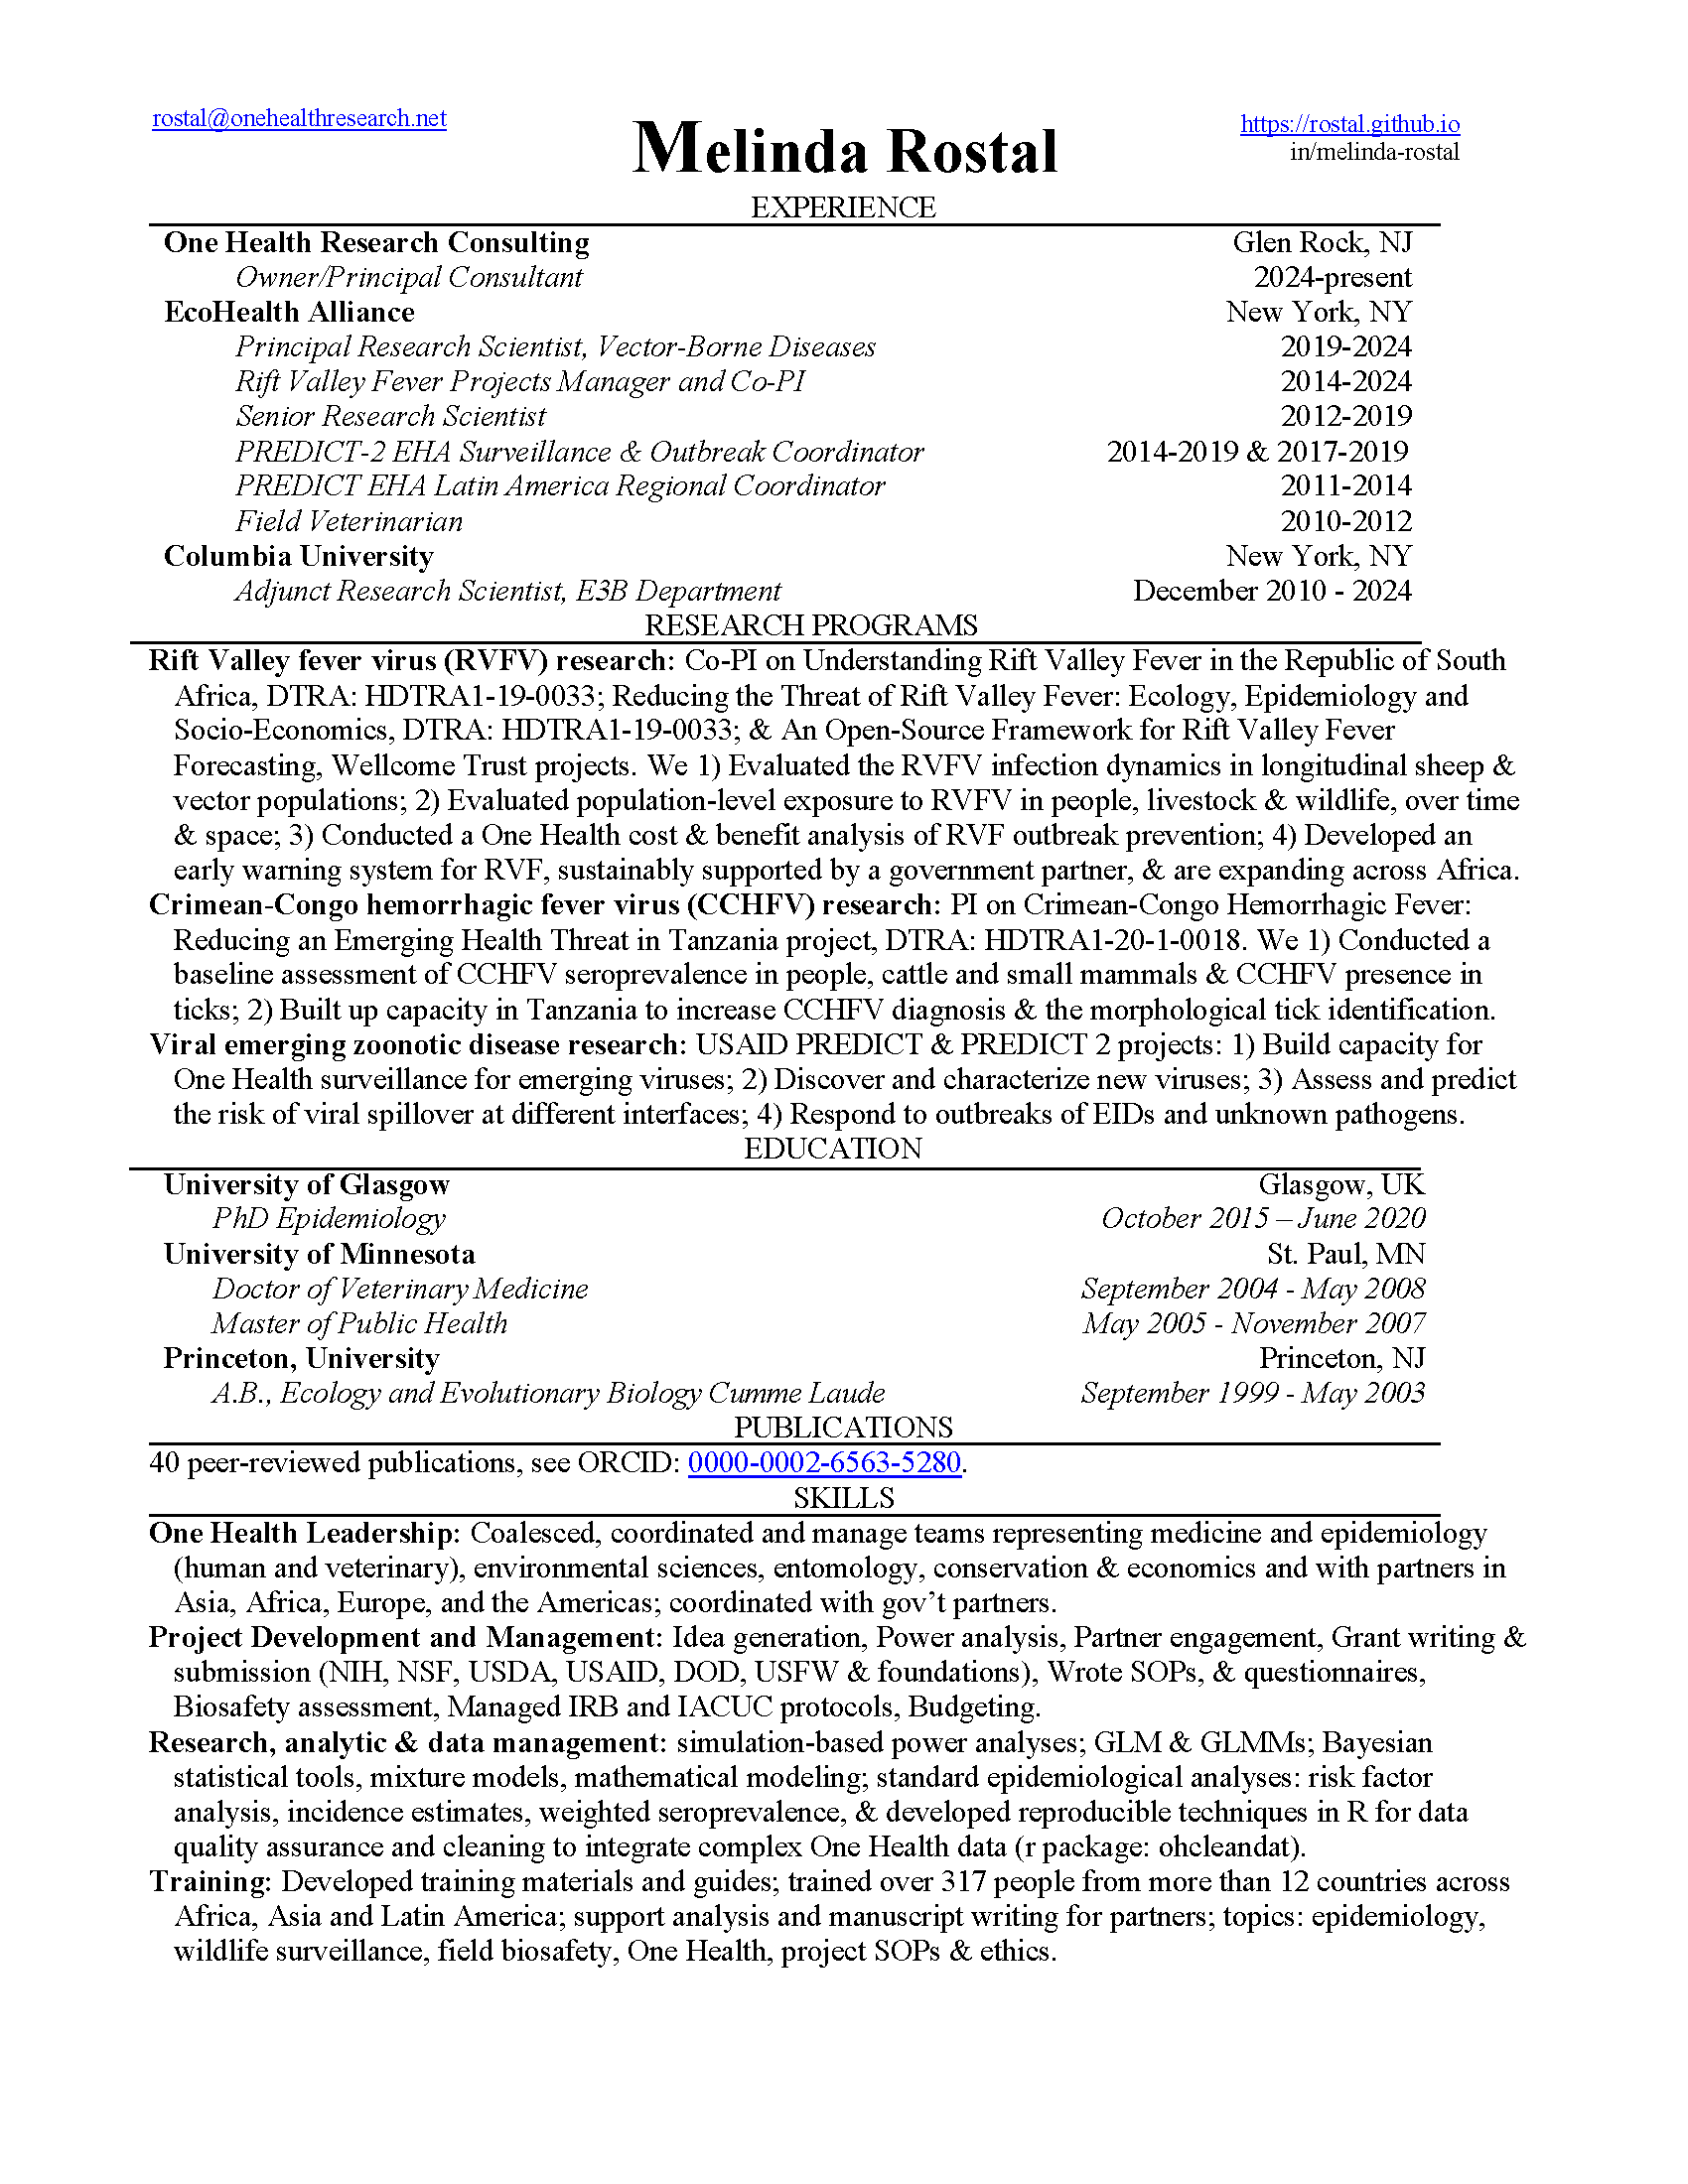 rostal@onehealthresearch.net
Melinda Rostal
https://rostal.github.io
in/melinda-rostal
EXPERIENCE
One Health Research Consulting Glen Rock, NJ
Owner/Principal Consultant 2024-present
EcoHealth Alliance New York, NY
Principal Research Scientist, Vector-Borne Diseases 2019-2024
Rift Valley Fever Projects Manager and Co-PI 2014-2024
Senior Research Scientist 2012-2019
PREDICT-2 EHA Surveillance & Outbreak Coordinator 2014-2019 & 2017-2019
PREDICT EHA Latin America Regional Coordinator 2011-2014
Field Veterinarian 2010-2012
Columbia University New York, NY
Adjunct Research Scientist, E3B Department December 2010 - 2024
RESEARCH PROGRAMS
Rift Valley fever virus (RVFV) research: Co-PI on Understanding Rift Valley Fever in the Republic of South
Africa, DTRA: HDTRA1-19-0033; Reducing the Threat of Rift Valley Fever: Ecology, Epidemiology and
Socio-Economics, DTRA: HDTRA1-19-0033; & An Open-Source Framework for Rift Valley Fever
Forecasting, Wellcome Trust projects. We 1) Evaluated the RVFV infection dynamics in longitudinal sheep &
vector populations; 2) Evaluated population-level exposure to RVFV in people, livestock & wildlife, over time
& space; 3) Conducted a One Health cost & benefit analysis of RVF outbreak prevention; 4) Developed an
early warning system for RVF, sustainably supported by a government partner, & are expanding across Africa.
Crimean-Congo hemorrhagic fever virus (CCHFV) research: PI on Crimean-Congo Hemorrhagic Fever:
Reducing an Emerging Health Threat in Tanzania project, DTRA: HDTRA1-20-1-0018. We 1) Conducted a
baseline assessment of CCHFV seroprevalence in people, cattle and small mammals & CCHFV presence in
ticks; 2) Built up capacity in Tanzania to increase CCHFV diagnosis & the morphological tick identification.
Viral emerging zoonotic disease research: USAID PREDICT & PREDICT 2 projects: 1) Build capacity for
One Health surveillance for emerging viruses; 2) Discover and characterize new viruses; 3) Assess and predict
the risk of viral spillover at different interfaces; 4) Respond to outbreaks of EIDs and unknown pathogens.
EDUCATION
University of Glasgow Glasgow, UK
PhD Epidemiology October 2015 – June 2020
University of Minnesota St. Paul, MN
Doctor of Veterinary Medicine September 2004 - May 2008
Master of Public Health May 2005 - November 2007
Princeton, University Princeton, NJ
A.B., Ecology and Evolutionary Biology Cumme Laude September 1999 - May 2003
PUBLICATIONS
40 peer-reviewed publications, see ORCID: 0000-0002-6563-5280.
SKILLS
One Health Leadership: Coalesced, coordinated and manage teams representing medicine and epidemiology
(human and veterinary), environmental sciences, entomology, conservation & economics and with partners in
Asia, Africa, Europe, and the Americas; coordinated with gov’t partners.
Project Development and Management: Idea generation, Power analysis, Partner engagement, Grant writing &
submission (NIH, NSF, USDA, USAID, DOD, USFW & foundations), Wrote SOPs, & questionnaires,
Biosafety assessment, Managed IRB and IACUC protocols, Budgeting.
Research, analytic & data management: simulation-based power analyses; GLM & GLMMs; Bayesian
statistical tools, mixture models, mathematical modeling; standard epidemiological analyses: risk factor
analysis, incidence estimates, weighted seroprevalence, & developed reproducible techniques in R for data
quality assurance and cleaning to integrate complex One Health data (r package: ohcleandat).
Training: Developed training materials and guides; trained over 317 people from more than 12 countries across
Africa, Asia and Latin America; support analysis and manuscript writing for partners; topics: epidemiology,
wildlife surveillance, field biosafety, One Health, project SOPs & ethics.